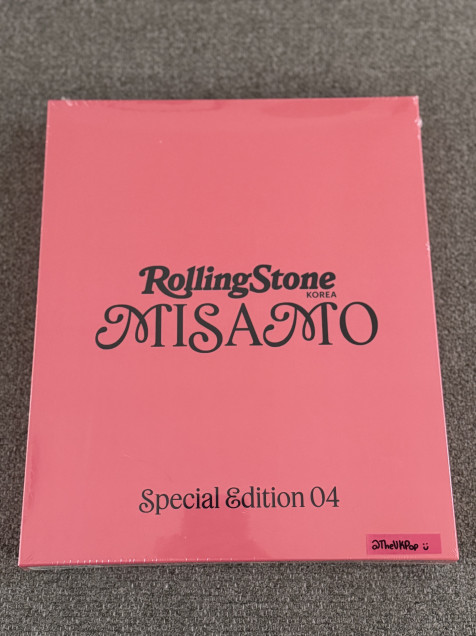 RollingStone
KOREA
MISAMO
Special Edition 04
@TheUKPop ü